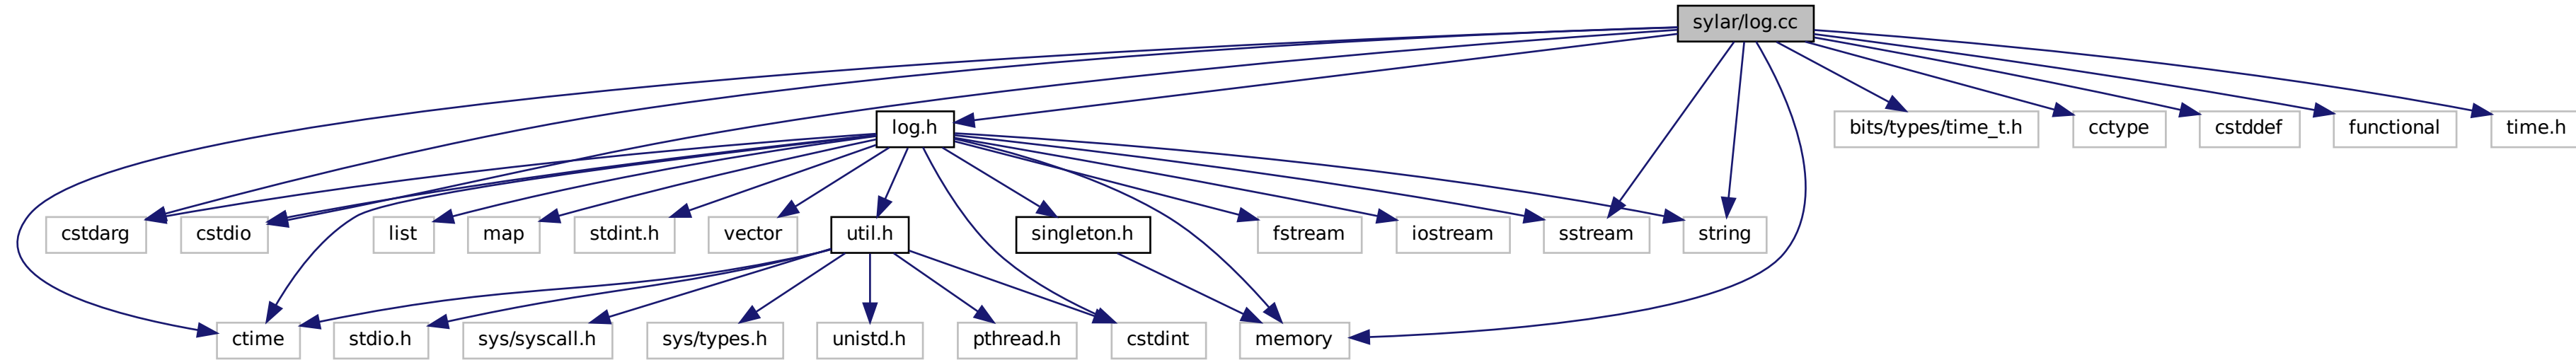 sylar/log.cc
log.h
bits/types/time_t.h
cctype
cstddef
functional
time.h
cstdarg
cstdio
list
map
stdint.h
vector
util.h
singleton.h
fstream
iostream
sstream
string
ctime
stdio.h
sys/syscall.h
sys/types.h
unistd.h
pthread.h
cstdint
memory